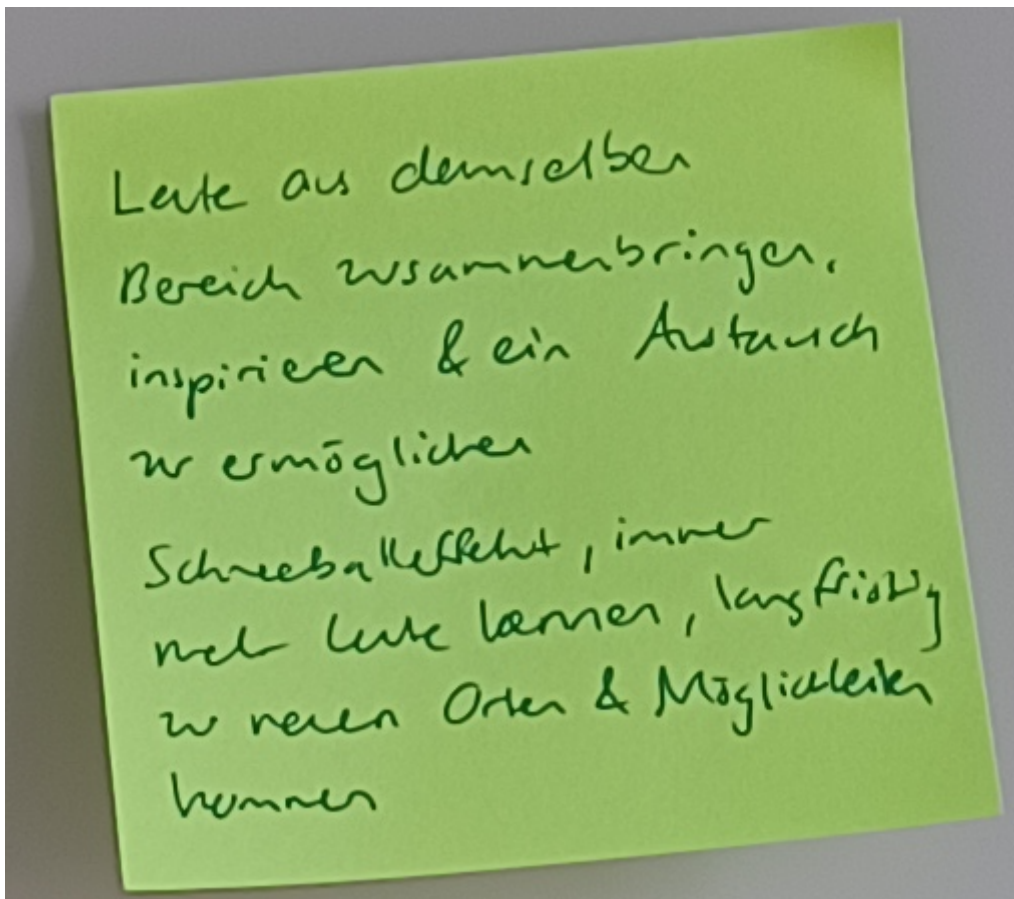 Leute aus demselben
Bereich zusammenbringen,
inspirieren & ein Austausch
zu ermöglichen
Schneeballeffekt, immer
mehr Leute kennen, langfristig
zu neuen Orten & Möglichkeiten
kommen